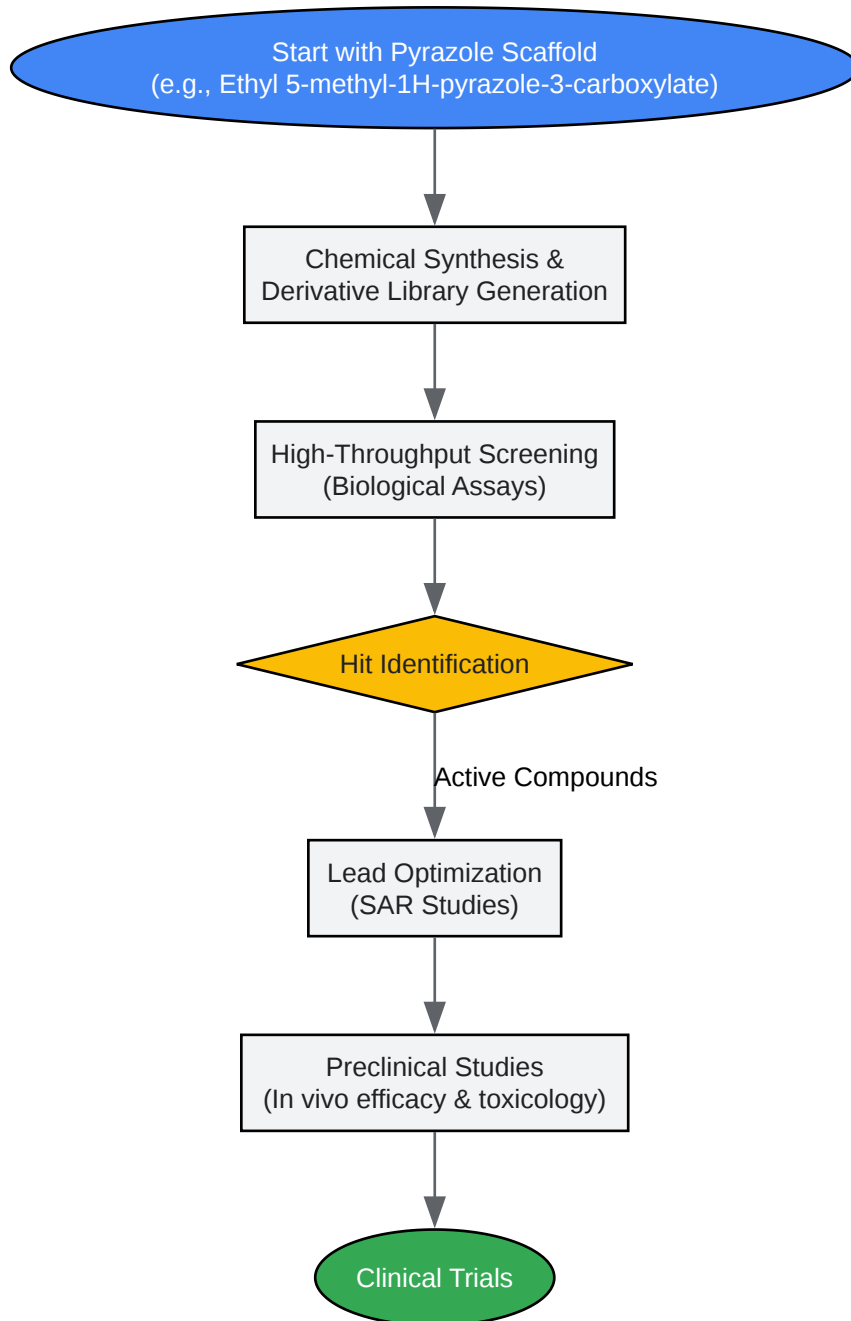 Start with Pyrazole Scaffold
(e.g., Ethyl 5-methyl-1H-pyrazole-3-carboxylate)
Chemical Synthesis &
Derivative Library Generation
High-Throughput Screening
(Biological Assays)
Hit Identification
Active Compounds
Lead Optimization
(SAR Studies)
Preclinical Studies
(In vivo efficacy & toxicology)
Clinical Trials